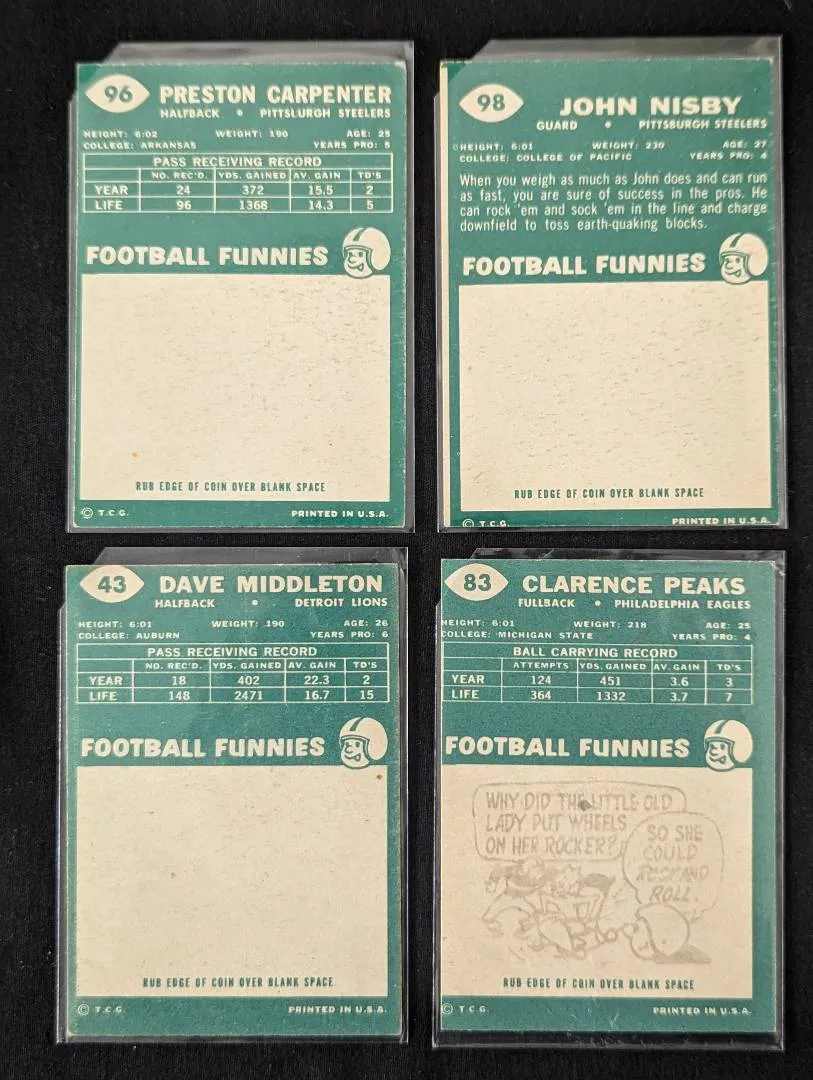 96 PRESTON CARPENTER
HALFBACK • PITTSLURGH STEELERS
HEIGHT: 6:02 WEIGHT: 190 AGE: 25
COLLEGE: ARKANSAS YEARS PRO: 5
PASS RECEIVING RECORD
NO. REC'D. YDS. GAINED AV. GAIN TD'S
YEAR 24 372 15.5 2
LIFE 96 1368 14.3 5
FOOTBALL FUNNIES
RUB EDGE OF COIN OVER BLANK SPACE
© T.C.G. PRINTED IN U.S.A.
98 JOHN NISBY
GUARD • PITTSBURGH STEELERS
HEIGHT: 6:01 WEIGHT: 230 AGE: 27
COLLEGE: COLLEGE OF PACIFIC YEARS PRO: 4
When you weigh as much as John does and can run
as fast, you are sure of success in the pros. He
can rock 'em and sock 'em in the line and charge
downfield to toss earth-quaking blocks.
FOOTBALL FUNNIES
RUB EDGE OF COIN OVER BLANK SPACE
© T.C.G. PRINTED IN U.S.A.
43 DAVE MIDDLETON
HALFBACK • DETROIT LIONS
HEIGHT: 6:01 WEIGHT: 190 AGE: 26
COLLEGE: AUBURN YEARS PRO: 6
PASS RECEIVING RECORD
NO. REC'D. YDS. GAINED AV. GAIN TD'S
YEAR 18 402 22.3 2
LIFE 148 2471 16.7 15
FOOTBALL FUNNIES
RUB EDGE OF COIN OVER BLANK SPACE
© T.C.G. PRINTED IN U.S.A.
83 CLARENCE PEAKS
FULLBACK • PHILADELPHIA EAGLES
HEIGHT: 6:01 WEIGHT: 218 AGE: 25
COLLEGE: MICHIGAN STATE YEARS PRO: 4
BALL CARRYING RECORD
ATTEMPTS YDS. GAINED AV. GAIN TD'S
YEAR 124 451 3.6 3
LIFE 364 1332 3.7 7
FOOTBALL FUNNIES
WHY DID THE LITTLE OLD
LADY PUT WHEELS
ON HER ROCKER?
SO SHE
COULD
ROCK AND
ROLL.
RUB EDGE OF COIN OVER BLANK SPACE
© T.C.G. PRINTED IN U.S.A.